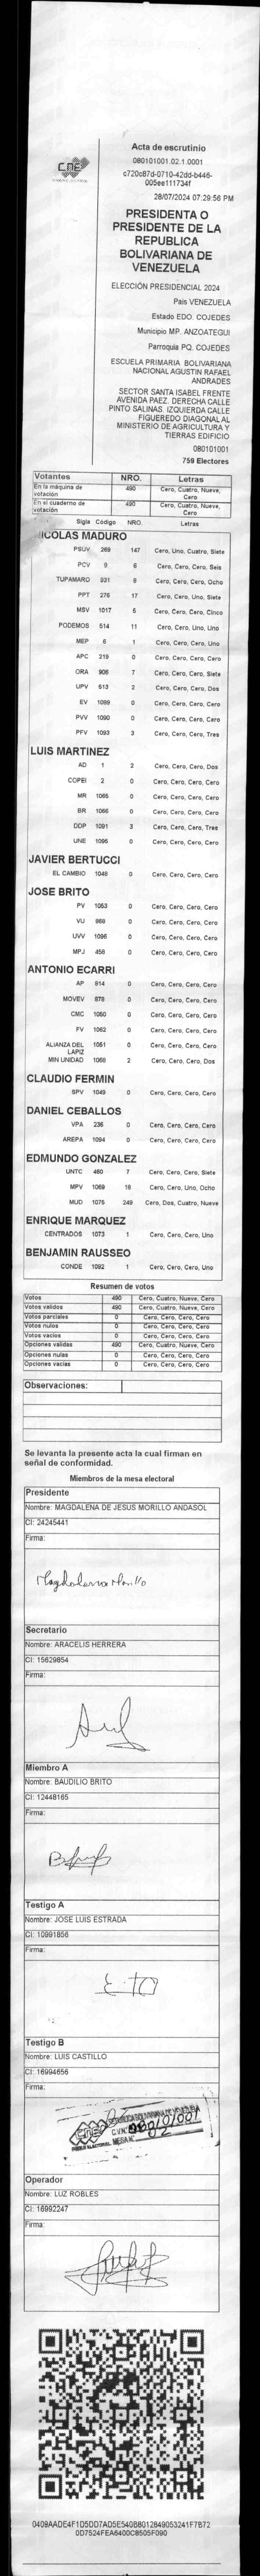 CNE
Acta de escrutinio
080101001.02.1.0001
c720c87d-0710-42dd-b446-
005ee111734f
28/07/2024 07:29:56 PM
PRESIDENTA O
PRESIDENTE DE LA
REPUBLICA
BOLIVARIANA DE
VENEZUELA
ELECCIÓN PRESIDENCIAL 2024
Pais VENEZUELA
Estado EDO. COJEDES
Municipio MP. ANZOATEGUI
Parroquia PQ. COJEDES
ESCUELA PRIMARIA BOLIVARIANA
NACIONAL AGUSTIN RAFAEL
ANDRADES
SECTOR SANTA ISABEL FRENTE
AVENIDA PAEZ. DERECHA CALLE
PINTO SALINAS. IZQUIERDA CALLE
FIGUEREDO DIAGONAL AL
MINISTERIO DE AGRICULTURA Y
TIERRAS EDIFICIO
080101001
759 Electores
Votantes NRO. Letras
En la máquina de votación 490 Cero, Cuatro, Nueve, Cero
En el cuaderno de votación 490 Cero, Cuatro, Nueve, Cero
Sigla Código NRO. Letras
NICOLAS MADURO
PSUV 269 147 Cero, Uno, Cuatro, Siete
PCV 9 6 Cero, Cero, Cero, Seis
TUPAMARO 931 8 Cero, Cero, Cero, Ocho
PPT 276 17 Cero, Cero, Uno, Siete
MSV 1017 5 Cero, Cero, Cero, Cinco
PODEMOS 514 11 Cero, Cero, Uno, Uno
MEP 6 1 Cero, Cero, Cero, Uno
APC 219 0 Cero, Cero, Cero, Cero
ORA 906 7 Cero, Cero, Cero, Siete
UPV 613 2 Cero, Cero, Cero, Dos
EV 1089 0 Cero, Cero, Cero, Cero
PVV 1090 0 Cero, Cero, Cero, Cero
PFV 1093 3 Cero, Cero, Cero, Tres
LUIS MARTINEZ
AD 1 2 Cero, Cero, Cero, Dos
COPEI 2 0 Cero, Cero, Cero, Cero
MR 1065 0 Cero, Cero, Cero, Cero
BR 1066 0 Cero, Cero, Cero, Cero
DDP 1091 3 Cero, Cero, Cero, Tres
UNE 1095 0 Cero, Cero, Cero, Cero
JAVIER BERTUCCI
EL CAMBIO 1048 0 Cero, Cero, Cero, Cero
JOSE BRITO
PV 1053 0 Cero, Cero, Cero, Cero
VU 969 0 Cero, Cero, Cero, Cero
UVV 1096 0 Cero, Cero, Cero, Cero
MPJ 458 0 Cero, Cero, Cero, Cero
ANTONIO ECARRI
AP 914 0 Cero, Cero, Cero, Cero
MOVEV 878 0 Cero, Cero, Cero, Cero
CMC 1050 0 Cero, Cero, Cero, Cero
FV 1062 0 Cero, Cero, Cero, Cero
ALIANZA DEL LAPIZ 1051 0 Cero, Cero, Cero, Cero
MIN UNIDAD 1068 2 Cero, Cero, Cero, Dos
CLAUDIO FERMIN
SPV 1049 0 Cero, Cero, Cero, Cero
DANIEL CEBALLOS
VPA 236 0 Cero, Cero, Cero, Cero
AREPA 1094 0 Cero, Cero, Cero, Cero
EDMUNDO GONZALEZ
UNTC 460 7 Cero, Cero, Cero, Siete
MPV 1069 18 Cero, Cero, Uno, Ocho
MUD 1075 249 Cero, Dos, Cuatro, Nueve
ENRIQUE MARQUEZ
CENTRADOS 1073 1 Cero, Cero, Cero, Uno
BENJAMIN RAUSSEO
CONDE 1092 1 Cero, Cero, Cero, Uno
Resumen de votos
Votos 490 Cero, Cuatro, Nueve, Cero
Votos validos 490 Cero, Cuatro, Nueve, Cero
Votos parciales 0 Cero, Cero, Cero, Cero
Votos nulos 0 Cero, Cero, Cero, Cero
Votos vacios 0 Cero, Cero, Cero, Cero
Opciones validas 490 Cero, Cuatro, Nueve, Cero
Opciones nulas 0 Cero, Cero, Cero, Cero
Opciones vacias 0 Cero, Cero, Cero, Cero
Observaciones:
Se levanta la presente acta la cual firman en
señal de conformidad.
Miembros de la mesa electoral
Presidente
Nombre: MAGDALENA DE JESUS MORILLO ANDASOL
CI: 24245441
Firma:
Magdalena Morillo
Secretario
Nombre: ARACELIS HERRERA
CI: 15629854
Firma:
Miembro A
Nombre: BAUDILIO BRITO
CI: 12448165
Firma:
Testigo A
Nombre: JOSE LUIS ESTRADA
CI: 10991856
Firma:
Testigo B
Nombre: LUIS CASTILLO
CI: 16994656
Firma:
CNE
REPUBLICA BOLIVARIANA DE VENEZUELA
080101001
MESA N° 02
Operador
Nombre: LUZ ROBLES
CI: 16992247
Firma:
0409AADE4F1D5DD7AD5E540B8012849053241F7B72
0D7524FEA6400C8505F090